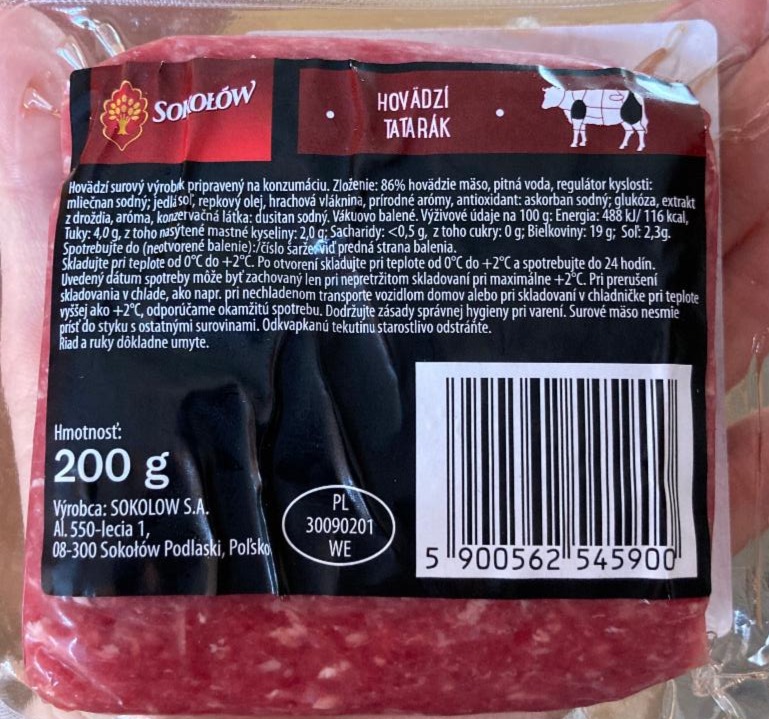 SOKOŁÓW
HOVÄDZÍ
TATARÁK
Hovädzí surový výrobok pripravený na konzumáciu. Zloženie: 86% hovädzie mäso, pitná voda, regulátor kyslosti:
mliečnan sodný; jedlá soľ, repkový olej, hrachová vláknina, prírodné arómy, antioxidant: askorban sodný; glukóza, extrakt
z droždia, aróma, konzervačná látka: dusitan sodný. Vákuovo balené. Výživové údaje na 100 g: Energia: 488 kJ/ 116 kcal,
Tuky: 4,0 g, z toho nasýtené mastné kyseliny: 2,0 g; Sacharidy: <0,5 g, z toho cukry: 0 g; Bielkoviny: 19 g; Soľ: 2,3g.
Spotrebujte do (neotvorené balenie):/číslo šarže: viď predná strana balenia.
Skladujte pri teplote od 0°C do +2°C. Po otvorení skladujte pri teplote od 0°C do +2°C a spotrebujte do 24 hodín.
Uvedený dátum spotreby môže byť zachovaný len pri nepretržitom skladovaní pri maximálne +2°C. Pri prerušení
skladovania v chlade, ako napr. pri nechladenom transporte vozidlom domov alebo pri skladovaní v chladničke pri teplote
vyššej ako +2°C, odporúčame okamžitú spotrebu. Dodržujte zásady správnej hygieny pri varení. Surové mäso nesmie
prísť do styku s ostatnými surovinami. Odkvapkanú tekutinu starostlivo odstráňte.
Riad a ruky dôkladne umyte.
Hmotnosť:
200 g
Výrobca: SOKOLOW S.A.
Al. 550-lecia 1,
08-300 Sokołów Podlaski, Poľsko
PL
30090201
WE
5 900562 545900